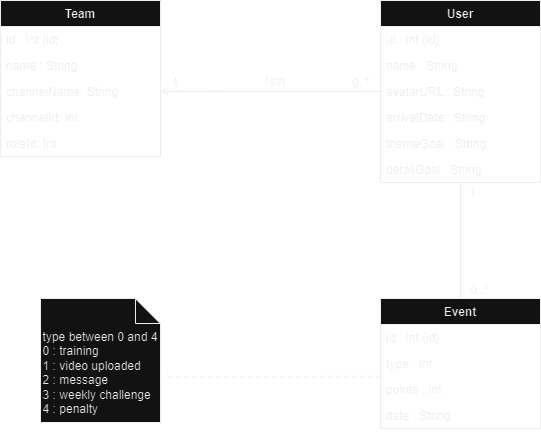 Team
id : Int {id}
name : String
channelName: String
channelId: Int
roleId: Int
1
isIn
0..*
User
id : Int {id}
name : String
avatarURL : String
arrivalDate : String
themeGoal : String
detailGoal : String
1
0..*
Event
id : Int {id}
type : Int
points : Int
date : String
type between 0 and 4
0 : training
1 : video uploaded
2 : message
3 : weekly challenge
4 : penalty